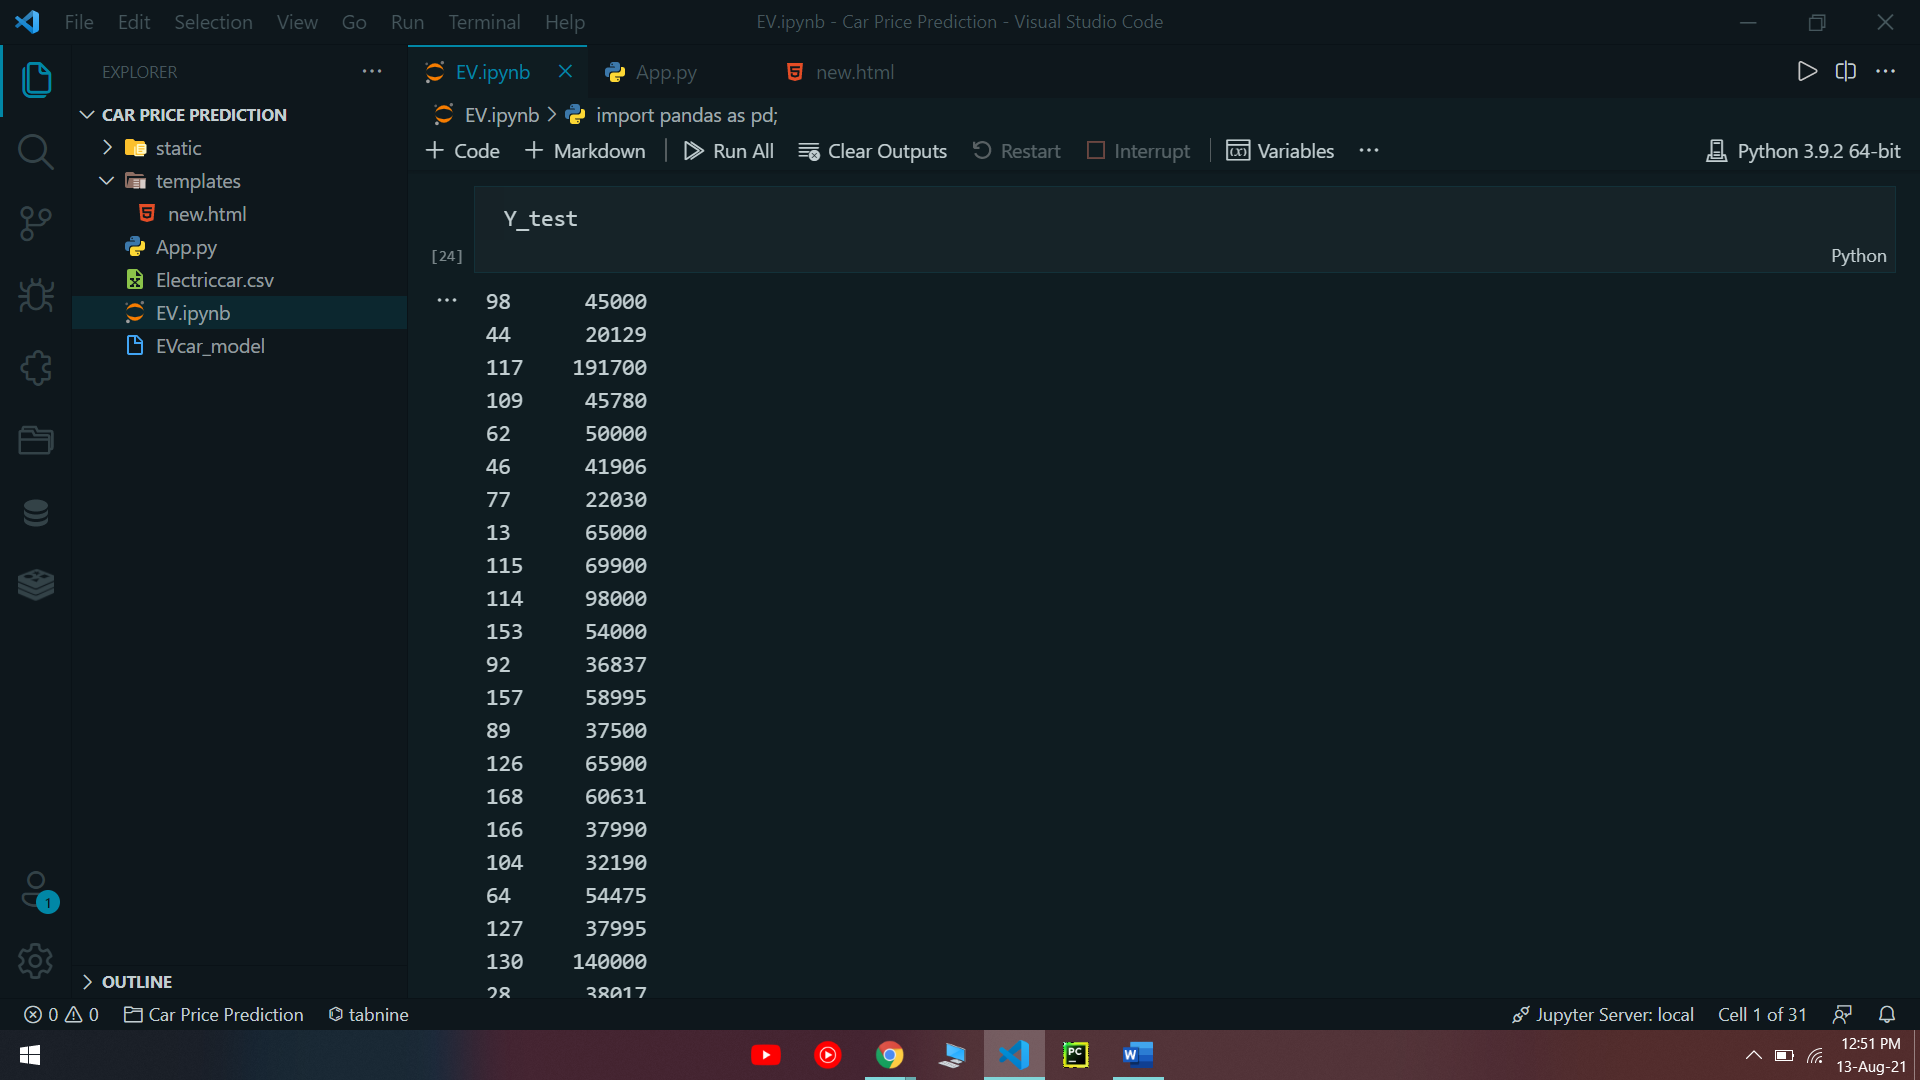 File Edit Selection View Go Run Terminal Help EV.ipynb - Car Price Prediction - Visual Studio Code
EXPLORER
CAR PRICE PREDICTION
static
templates
new.html
App.py
Electriccar.csv
EV.ipynb
EVcar_model
OUTLINE
1
EV.ipynb App.py new.html
EV.ipynb > import pandas as pd;
+ Code + Markdown Run All Clear Outputs Restart Interrupt Variables Python 3.9.2 64-bit
Y_test
[24]
Python
98 45000
44 20129
117 191700
109 45780
62 50000
46 41906
77 22030
13 65000
115 69900
114 98000
153 54000
92 36837
157 58995
89 37500
126 65900
168 60631
166 37990
104 32190
64 54475
127 37995
130 140000
28 38017
0 0 Car Price Prediction tabnine Jupyter Server: local Cell 1 of 31
PC W
12:51 PM
13-Aug-21